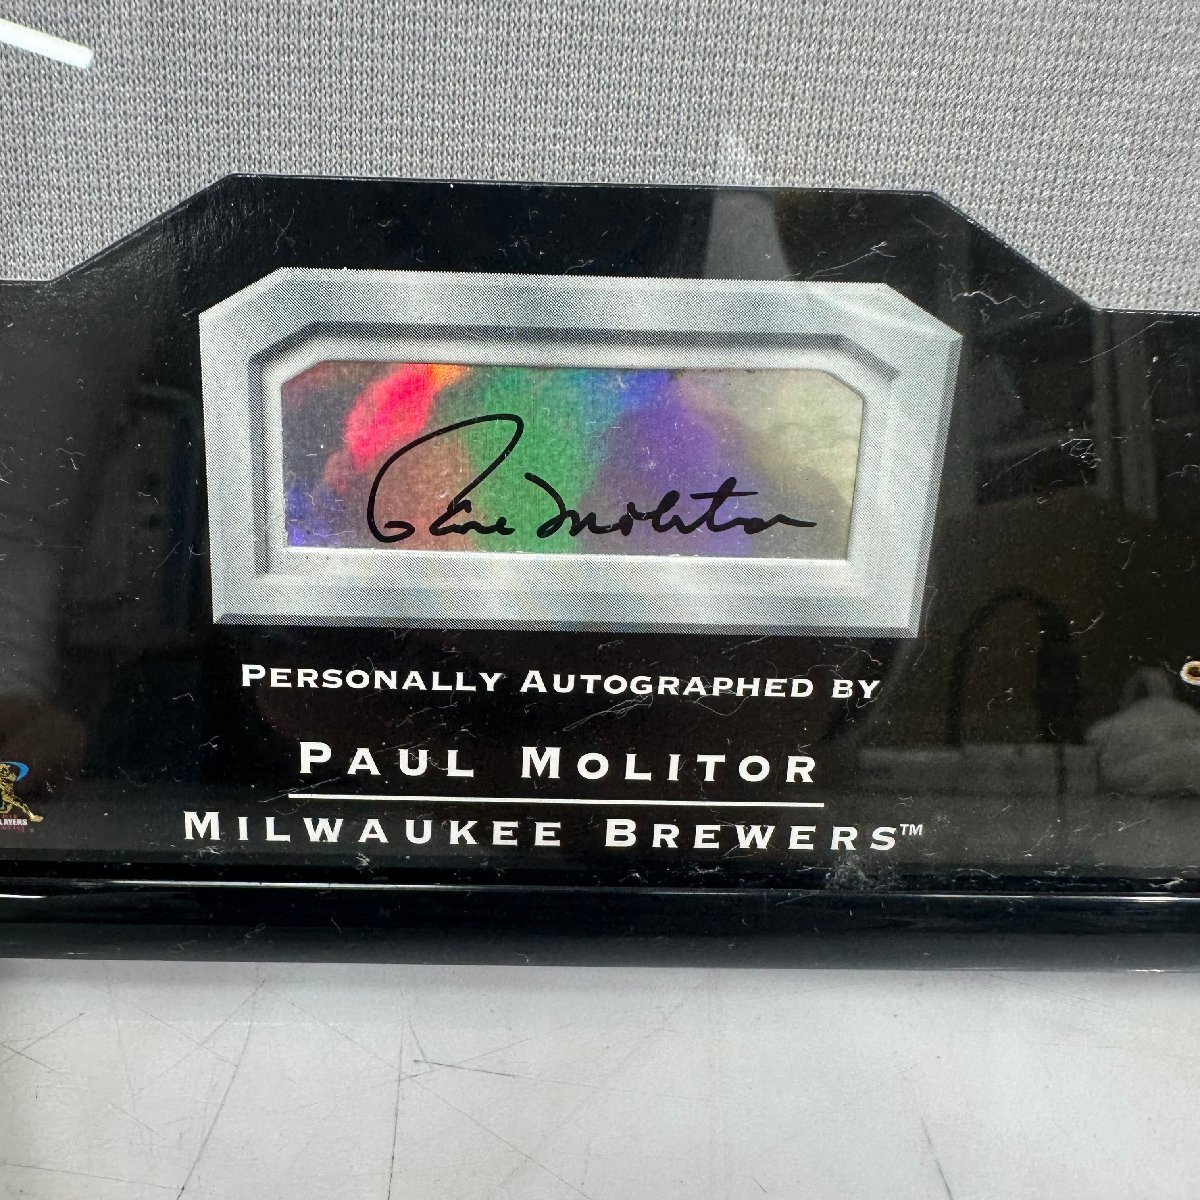 Paul Molitor
PERSONALLY AUTOGRAPHED BY
PAUL MOLITOR
MILWAUKEE BREWERS™